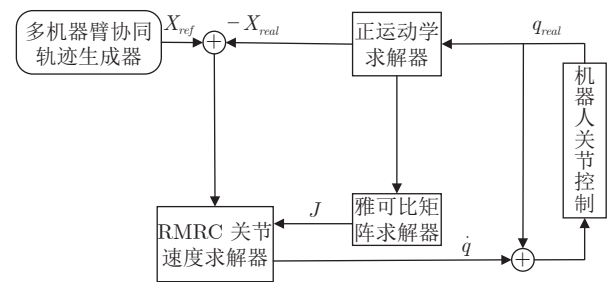 多机器臂协同
轨迹生成器
X_ref
+
− X_real
正运动学
求解器
q_real
机器人关节控制
雅可比矩
阵求解器
J
RMRC 关节
速度求解器
q̇
+